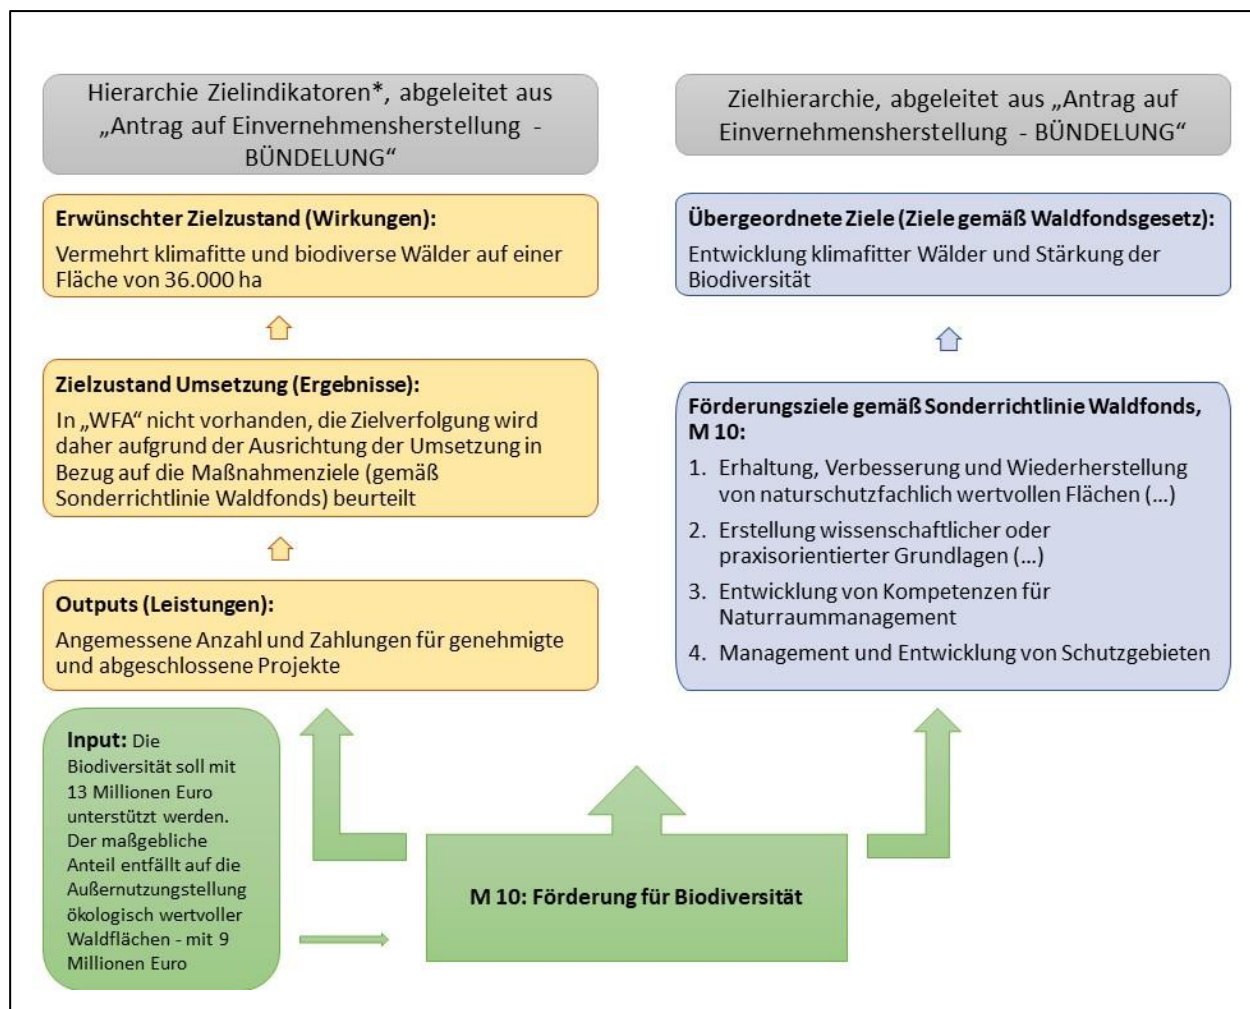 Hierarchie Zielindikatoren*, abgeleitet aus
„Antrag auf Einvernehmensherstellung -
BÜNDELUNG“
Erwünschter Zielzustand (Wirkungen):
Vermehrt klimafitte und biodiverse Wälder auf einer
Fläche von 36.000 ha
Zielzustand Umsetzung (Ergebnisse):
In „WFA“ nicht vorhanden, die Zielverfolgung wird
daher aufgrund der Ausrichtung der Umsetzung in
Bezug auf die Maßnahmenziele (gemäß
Sonderrichtlinie Waldfonds) beurteilt
Outputs (Leistungen):
Angemessene Anzahl und Zahlungen für genehmigte
und abgeschlossene Projekte
Input: Die
Biodiversität soll mit
13 Millionen Euro
unterstützt werden.
Der maßgebliche
Anteil entfällt auf die
Außernutzungstellung
ökologisch wertvoller
Waldflächen - mit 9
Millionen Euro
Zielhierarchie, abgeleitet aus „Antrag auf
Einvernehmensherstellung - BÜNDELUNG“
Übergeordnete Ziele (Ziele gemäß Waldfondsgesetz):
Entwicklung klimafitter Wälder und Stärkung der
Biodiversität
Förderungsziele gemäß Sonderrichtlinie Waldfonds,
M 10:
1. Erhaltung, Verbesserung und Wiederherstellung
von naturschutzfachlich wertvollen Flächen (...)
2. Erstellung wissenschaftlicher oder
praxisorientierter Grundlagen (...)
3. Entwicklung von Kompetenzen für
Naturraummanagement
4. Management und Entwicklung von Schutzgebieten
M 10: Förderung für Biodiversität